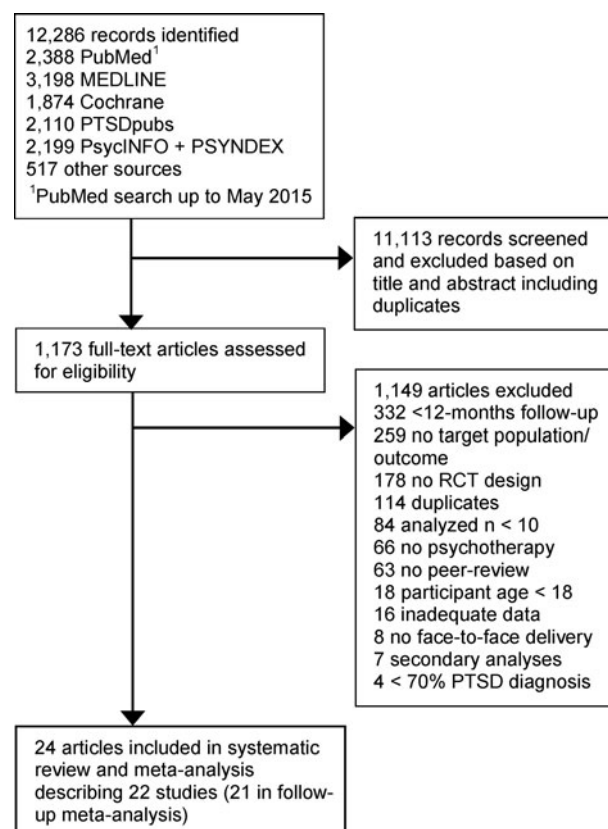 12,286 records identified
2,388 PubMed¹
3,198 MEDLINE
1,874 Cochrane
2,110 PTSDpubs
2,199 PsycINFO + PSYNDEX
517 other sources
¹PubMed search up to May 2015
11,113 records screened
and excluded based on
title and abstract including
duplicates
1,173 full-text articles assessed
for eligibility
1,149 articles excluded
332 <12-months follow-up
259 no target population/
outcome
178 no RCT design
114 duplicates
84 analyzed n < 10
66 no psychotherapy
63 no peer-review
18 participant age < 18
16 inadequate data
8 no face-to-face delivery
7 secondary analyses
4 < 70% PTSD diagnosis
24 articles included in systematic
review and meta-analysis
describing 22 studies (21 in follow-
up meta-analysis)